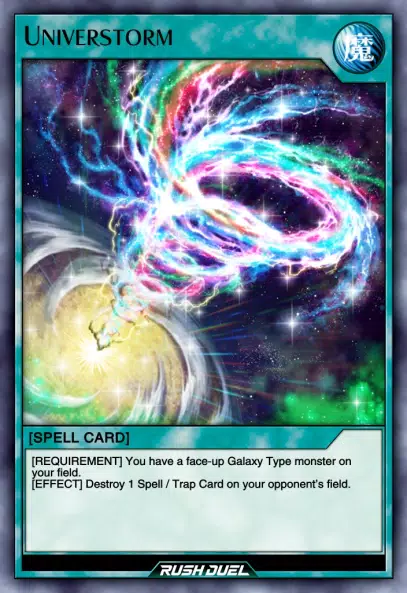 Universtorm
魔
[SPELL CARD]
[REQUIREMENT] You have a face-up Galaxy Type monster on
your field.
[EFFECT] Destroy 1 Spell / Trap Card on your opponent's field.
RUSH DUEL